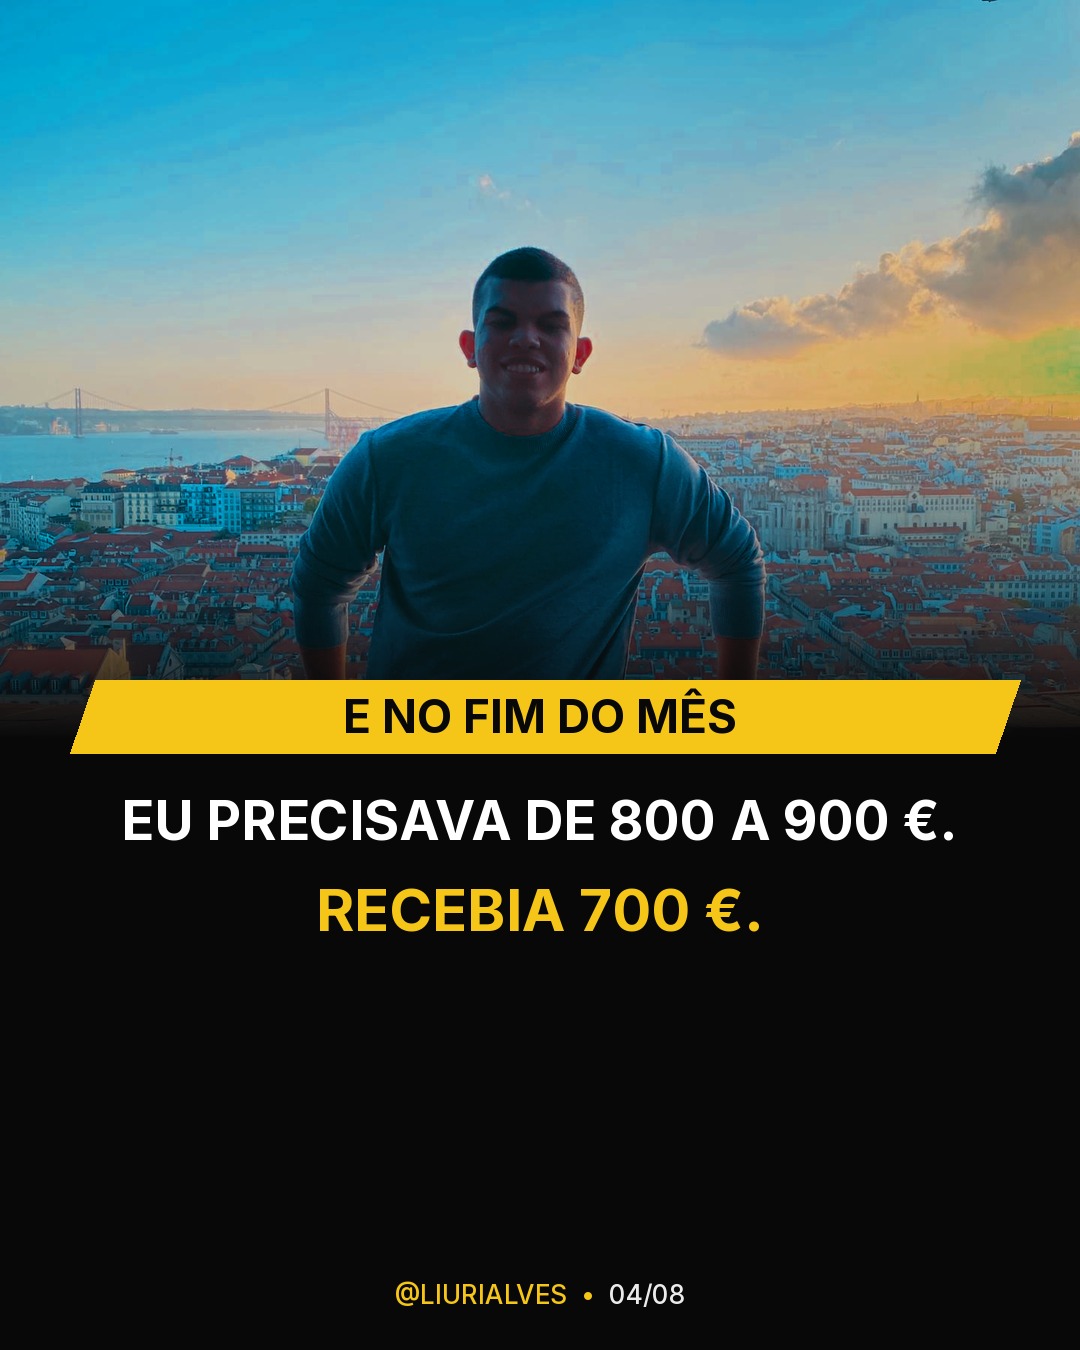 E NO FIM DO MÊS
EU PRECISAVA DE 800 A 900 €.
RECEBIA 700 €.
@LIURIALVES • 04/08